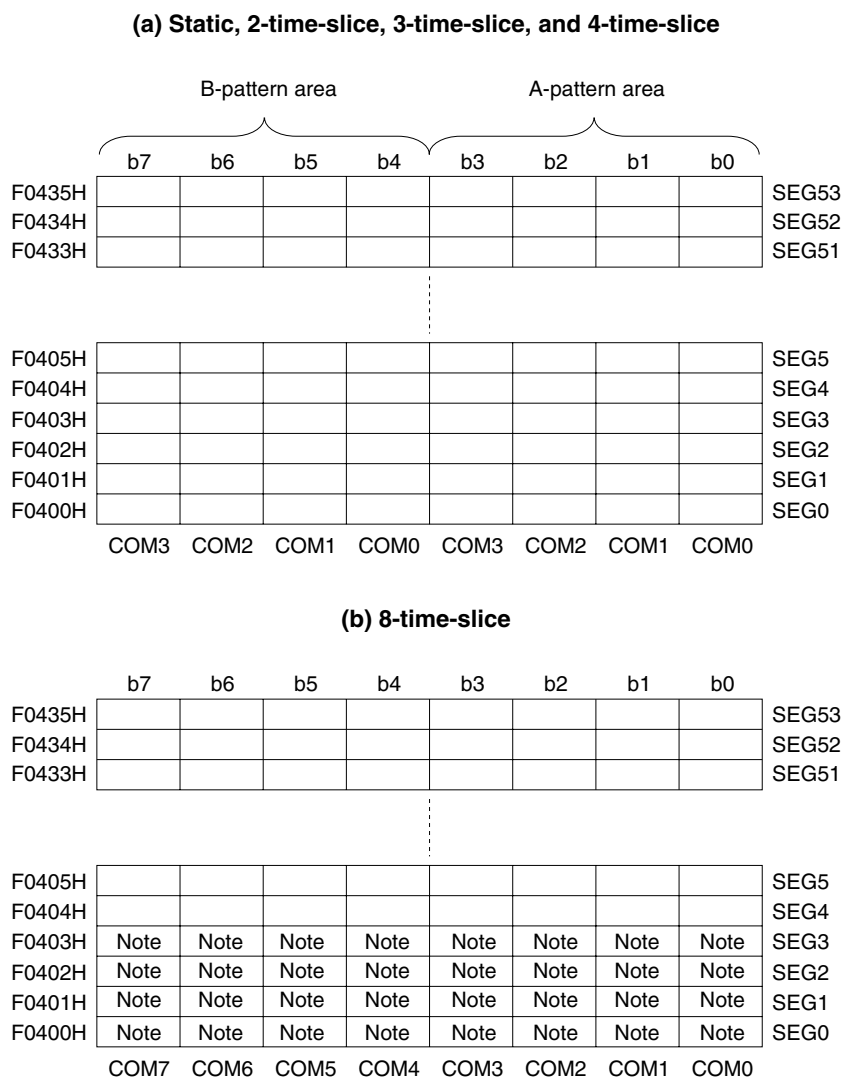 (a) Static, 2-time-slice, 3-time-slice, and 4-time-slice
B-pattern area A-pattern area
b7 b6 b5 b4 b3 b2 b1 b0
F0435H SEG53
F0434H SEG52
F0433H SEG51
F0405H SEG5
F0404H SEG4
F0403H SEG3
F0402H SEG2
F0401H SEG1
F0400H SEG0
COM3 COM2 COM1 COM0 COM3 COM2 COM1 COM0
(b) 8-time-slice
b7 b6 b5 b4 b3 b2 b1 b0
F0435H SEG53
F0434H SEG52
F0433H SEG51
F0405H SEG5
F0404H SEG4
F0403H Note Note Note Note Note Note Note Note SEG3
F0402H Note Note Note Note Note Note Note Note SEG2
F0401H Note Note Note Note Note Note Note Note SEG1
F0400H Note Note Note Note Note Note Note Note SEG0
COM7 COM6 COM5 COM4 COM3 COM2 COM1 COM0